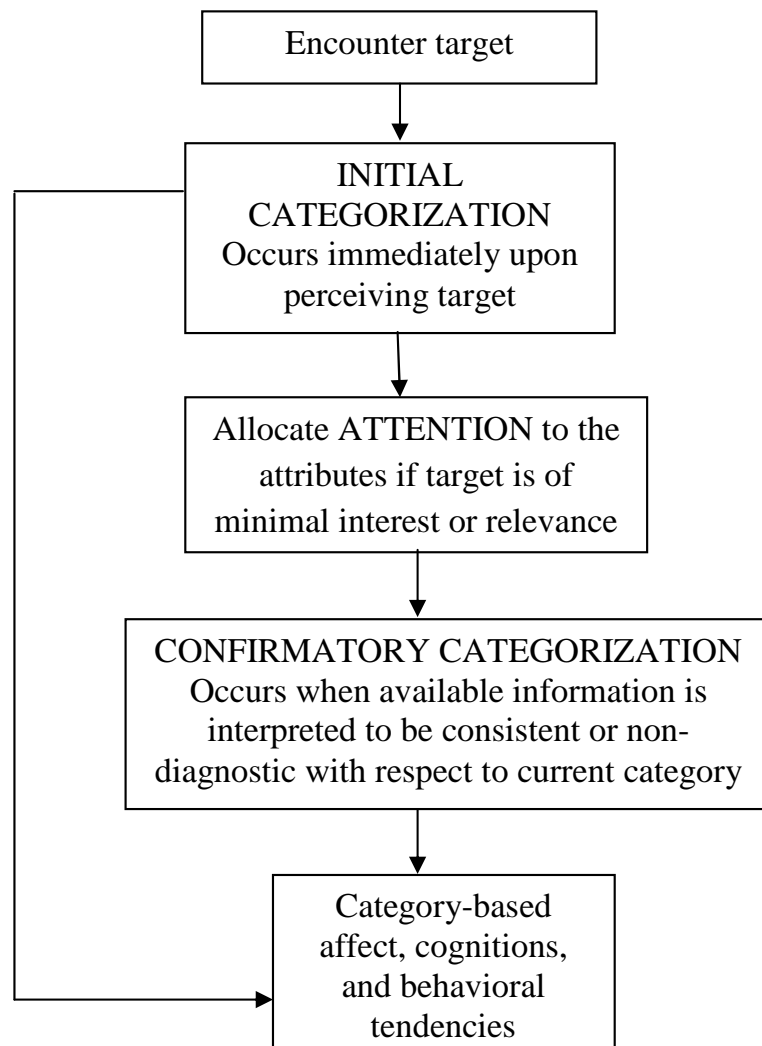 Encounter target
INITIAL
CATEGORIZATION
Occurs immediately upon
perceiving target
Allocate ATTENTION to the
attributes if target is of
minimal interest or relevance
CONFIRMATORY CATEGORIZATION
Occurs when available information is
interpreted to be consistent or non-
diagnostic with respect to current category
Category-based
affect, cognitions,
and behavioral
tendencies